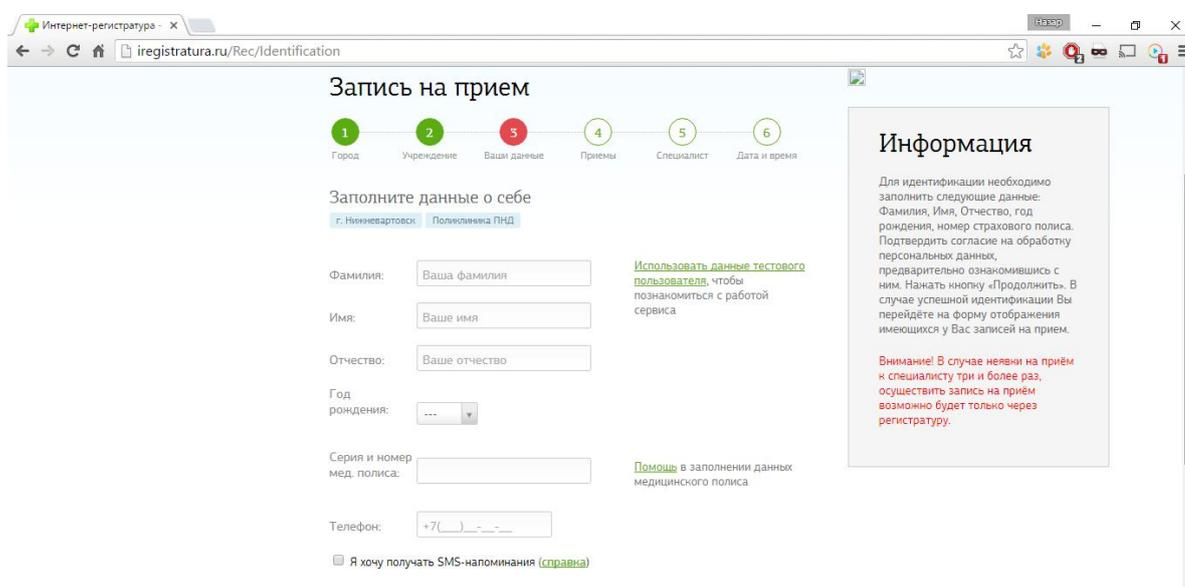 Интернет-регистратура -
Назар
iregistratura.ru/Rec/Identification
2
1
Запись на прием
1 2 3 4 5 6
Город Учреждение Ваши данные Приемы Специалист Дата и время
Заполните данные о себе
г. Нижневартовск Поликлиника ПНД
Фамилия: Ваша фамилия
Имя: Ваше имя
Отчество: Ваше отчество
Год
рождения: ---
Серия и номер
мед. полиса:
Телефон: +7(___)__-__-__
Я хочу получать SMS-напоминания (справка)
Использовать данные тестового
пользователя, чтобы
познакомиться с работой
сервиса
Помощь в заполнении данных
медицинского полиса
Информация
Для идентификации необходимо
заполнить следующие данные:
Фамилия, Имя, Отчество, год
рождения, номер страхового полиса.
Подтвердить согласие на обработку
персональных данных,
предварительно ознакомившись с
ним. Нажать кнопку «Продолжить». В
случае успешной идентификации Вы
перейдёте на форму отображения
имеющихся у Вас записей на прием.
Внимание! В случае неявки на приём
к специалисту три и более раз,
осуществить запись на приём
возможно будет только через
регистратуру.